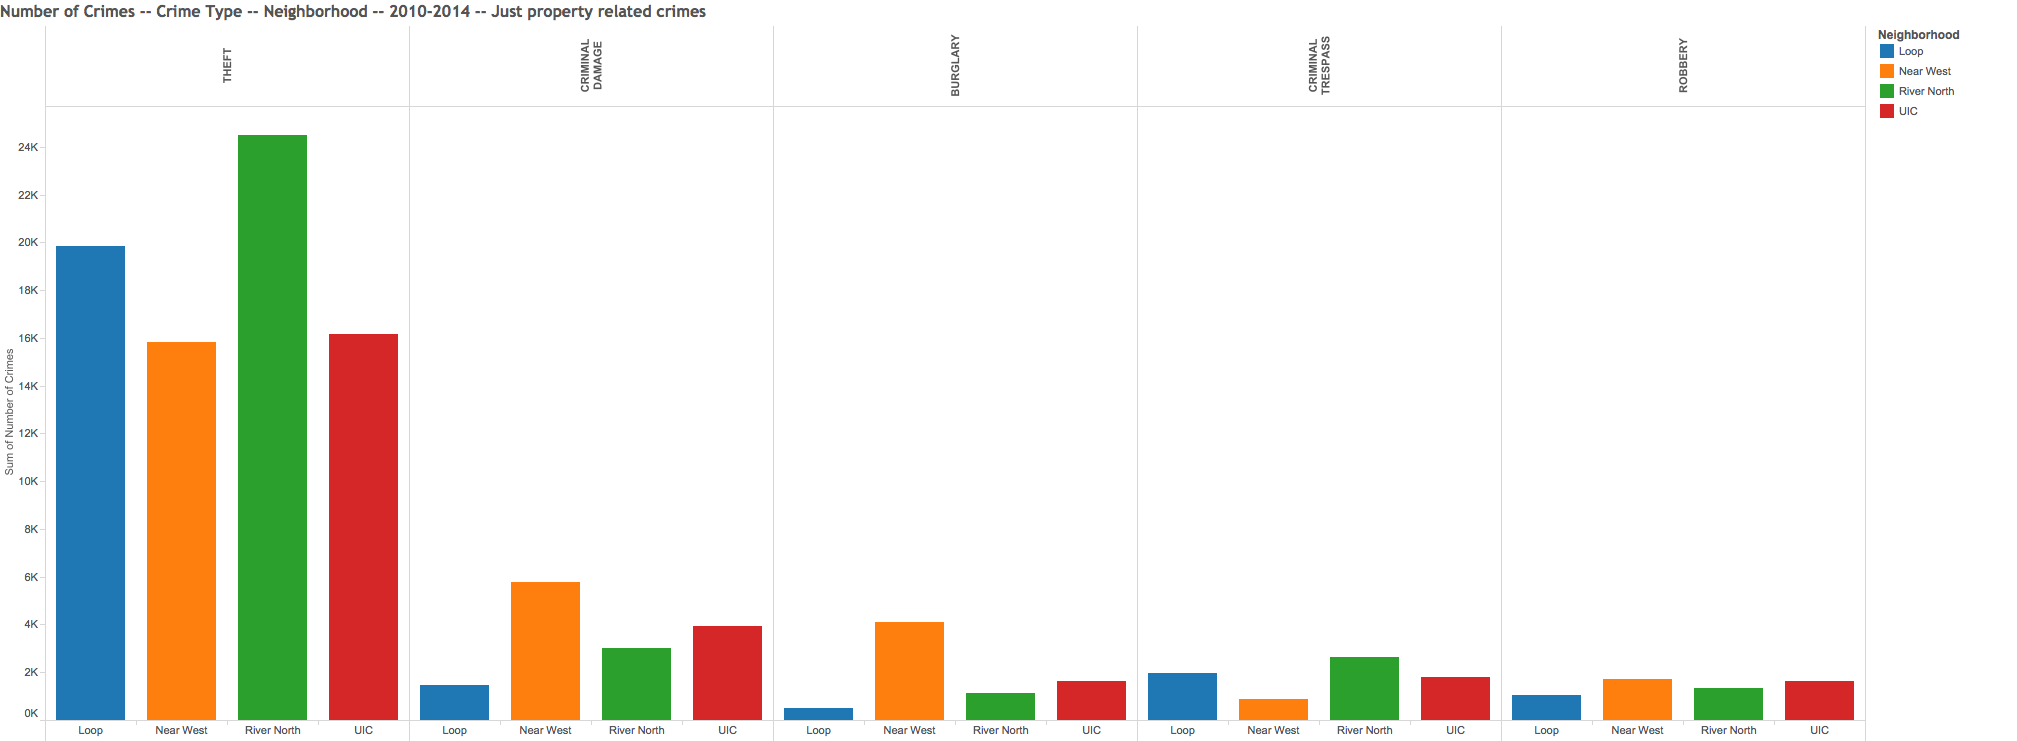 Number of Crimes -- Crime Type -- Neighborhood -- 2010-2014 -- Just property related crimes
THEFT
CRIMINAL
DAMAGE
BURGLARY
CRIMINAL
TRESPASS
ROBBERY
Neighborhood
Loop
Near West
River North
UIC
Sum of Number of Crimes
24K
22K
20K
18K
16K
14K
12K
10K
8K
6K
4K
2K
0K
Loop Near West River North UIC Loop Near West River North UIC Loop Near West River North UIC Loop Near West River North UIC Loop Near West River North UIC